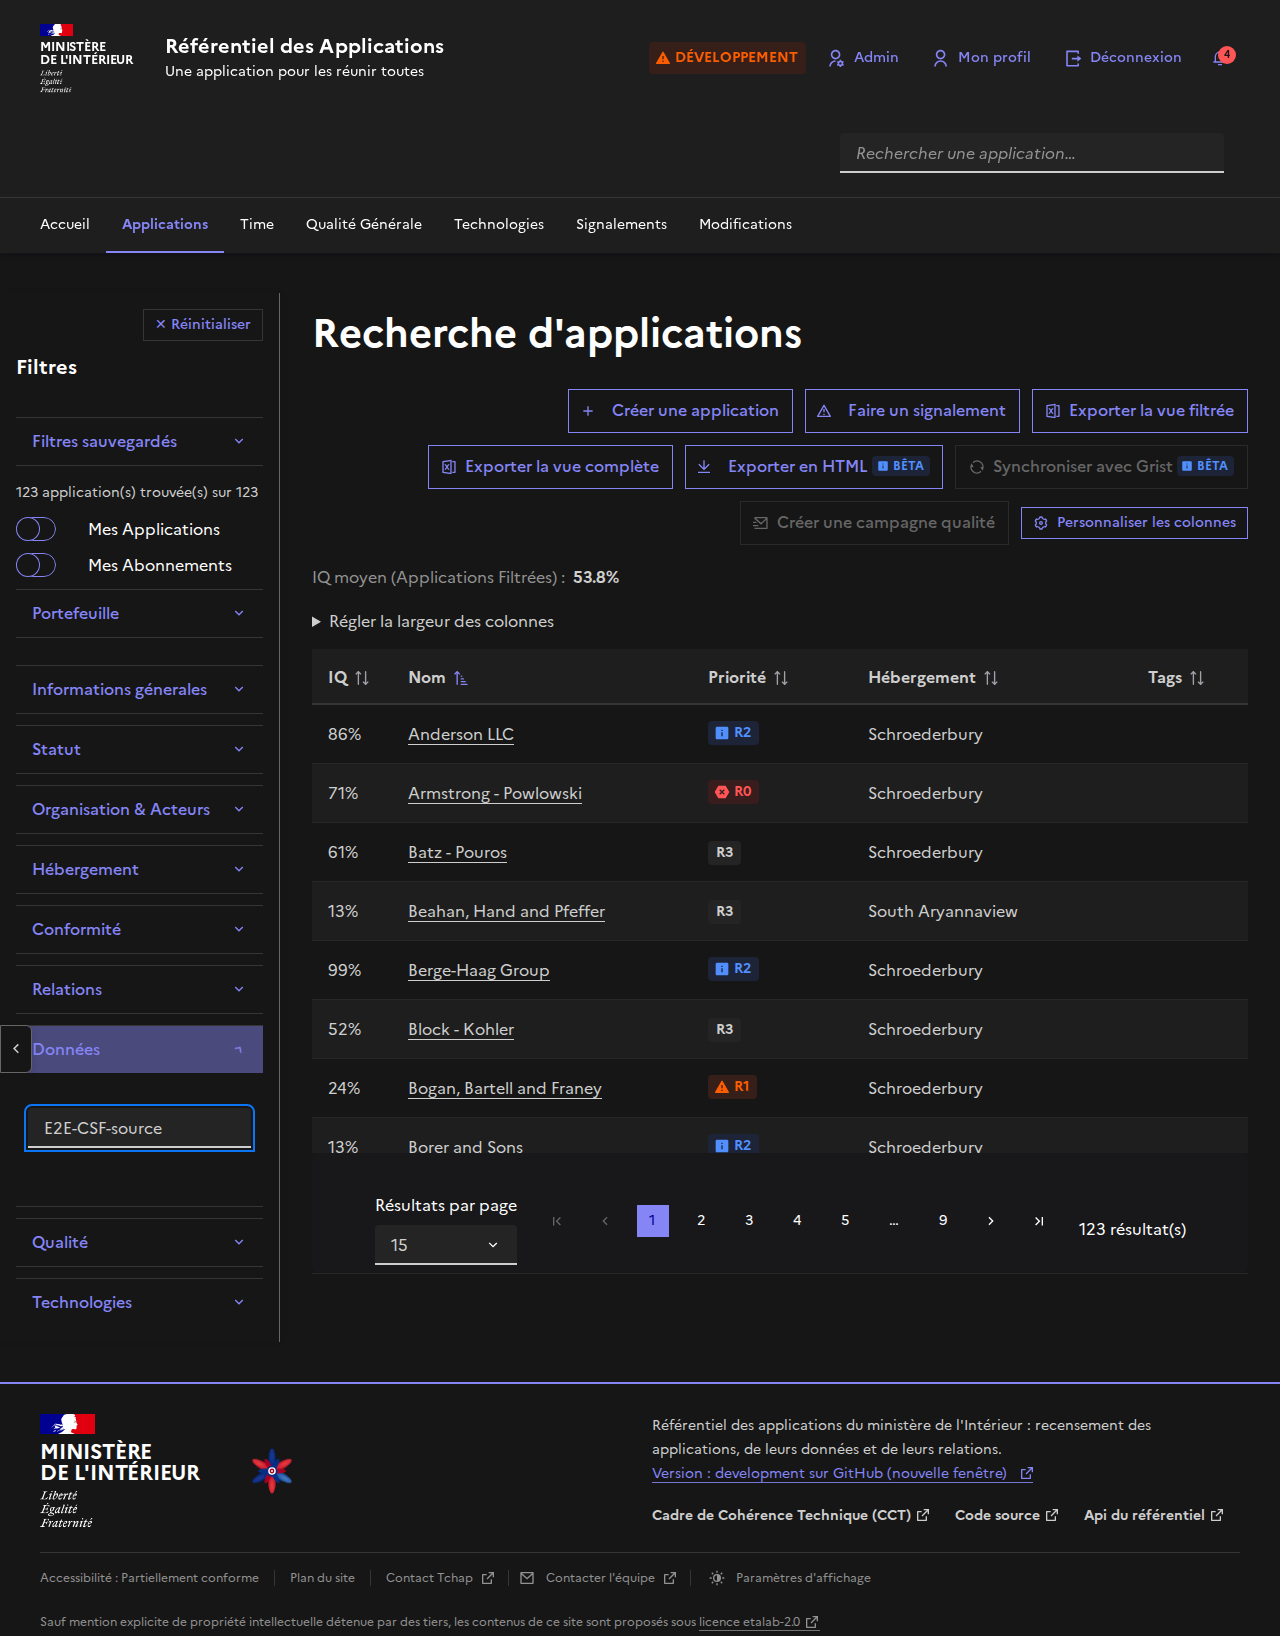 MINISTÈRE
DE L'INTÉRIEUR
Liberté
Égalité
Fraternité
Référentiel des Applications
Une application pour les réunir toutes
DÉVELOPPEMENT
Admin
Mon profil
Déconnexion
4
Rechercher une application...
Accueil
Applications
Time
Qualité Générale
Technologies
Signalements
Modifications
Réinitialiser
Filtres
Filtres sauvegardés
123 application(s) trouvée(s) sur 123
Mes Applications
Mes Abonnements
Portefeuille
Informations génerales
Statut
Organisation & Acteurs
Hébergement
Conformité
Relations
Données
E2E-CSF-source
Qualité
Technologies
Recherche d'applications
Créer une application
Faire un signalement
Exporter la vue filtrée
Exporter la vue complète
Exporter en HTML BÊTA
Synchroniser avec Grist BÊTA
Créer une campagne qualité
Personnaliser les colonnes
IQ moyen (Applications Filtrées) : 53.8%
Régler la largeur des colonnes
IQ Nom Priorité Hébergement Tags
86% Anderson LLC R2 Schroederbury
71% Armstrong - Powlowski R0 Schroederbury
61% Batz - Pouros R3 Schroederbury
13% Beahan, Hand and Pfeffer R3 South Aryannaview
99% Berge-Haag Group R2 Schroederbury
52% Block - Kohler R3 Schroederbury
24% Bogan, Bartell and Franey R1 Schroederbury
13% Borer and Sons R2 Schroederbury
Résultats par page
15
1 2 3 4 5 ... 9
123 résultat(s)
MINISTÈRE
DE L'INTÉRIEUR
Liberté
Égalité
Fraternité
Référentiel des applications du ministère de l'Intérieur : recensement des
applications, de leurs données et de leurs relations.
Version : development sur GitHub (nouvelle fenêtre)
Cadre de Cohérence Technique (CCT)
Code source
Api du référentiel
Accessibilité : Partiellement conforme
Plan du site
Contact Tchap
Contacter l'équipe
Paramètres d'affichage
Sauf mention explicite de propriété intellectuelle détenue par des tiers, les contenus de ce site sont proposés sous licence etalab-2.0